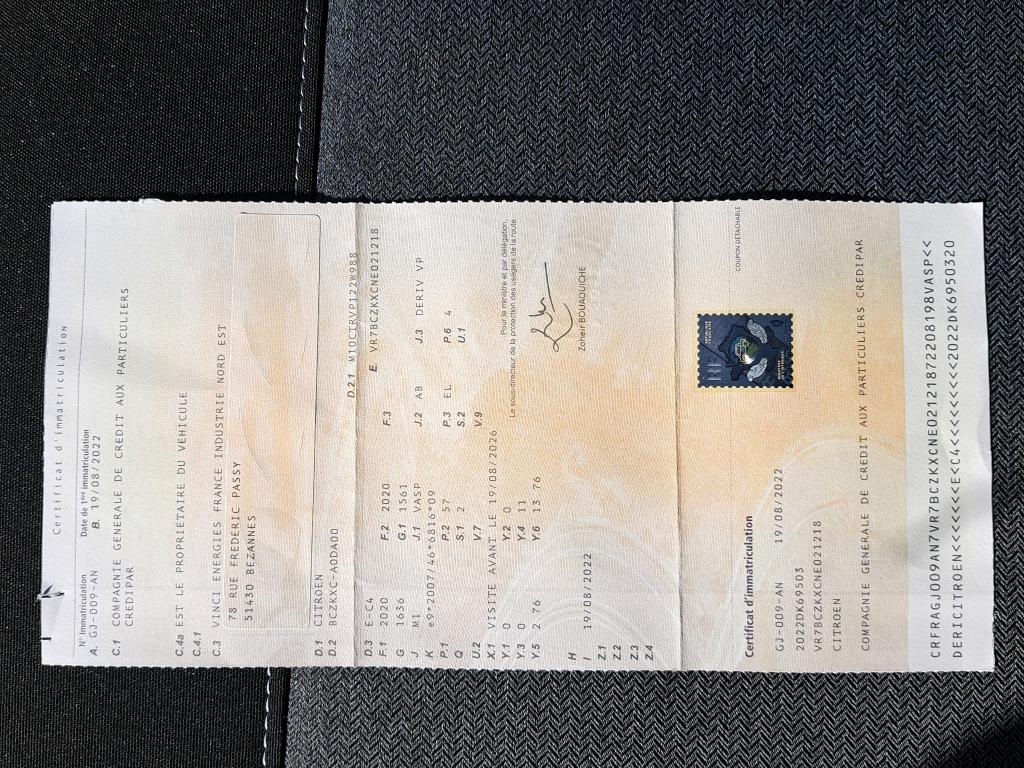 Certificat d'immatriculation
N° Immatriculation Date de 1ère immatriculation
A. GJ-009-AN B. 19/08/2022
C.1 COMPAGNIE GENERALE DE CREDIT AUX PARTICULIERS
CREDIPAR
C.4a EST LE PROPRIETAIRE DU VEHICULE
C.4.1
C.3 VINCI ENERGIES FRANCE INDUSTRIE NORD EST
78 RUE FREDERIC PASSY
51430 BEZANNES
D.1 CITROEN
D.2 BCZKXC-A0DA00 D.2.1 M10CTRVP122W988
D.3 E-C4 E. VR7BCZKXCNE021218
F.1 2020 F.2 2020 F.3
G 1636 G.1 1561
J M1 J.1 VASP J.2 AB J.3 DERIV VP
K e9*2007/46*6816*09
P.1 P.2 57 P.3 EL P.6 4
Q S.1 2 S.2 U.1
U.2 V.7 V.9
X.1 VISITE AVANT LE 19/08/2026
Y.1 0 Y.2 0 Pour le ministre et par délégation,
Y.3 0 Y.4 11 Le sous-directeur de la protection des usagers de la route
Y.5 2 76 Y.6 13 76
H
I 19/08/2022 Zoheir BOUAOUICHE
Z.1
Z.2
Z.3
Z.4
COUPON DÉTACHABLE
Certificat d'immatriculation
GJ-009-AN 19/08/2022
2022DK69503
VR7BCZKXCNE021218
CITROEN
COMPAGNIE GENERALE DE CREDIT AUX PARTICULIERS CREDIPAR
CRFRAGJ009AN7VR7BCZKXCNE02121872208198VASP<<
DERICITROEN<<<<<<E<C4<<<<<<<<<<2022DK6950320